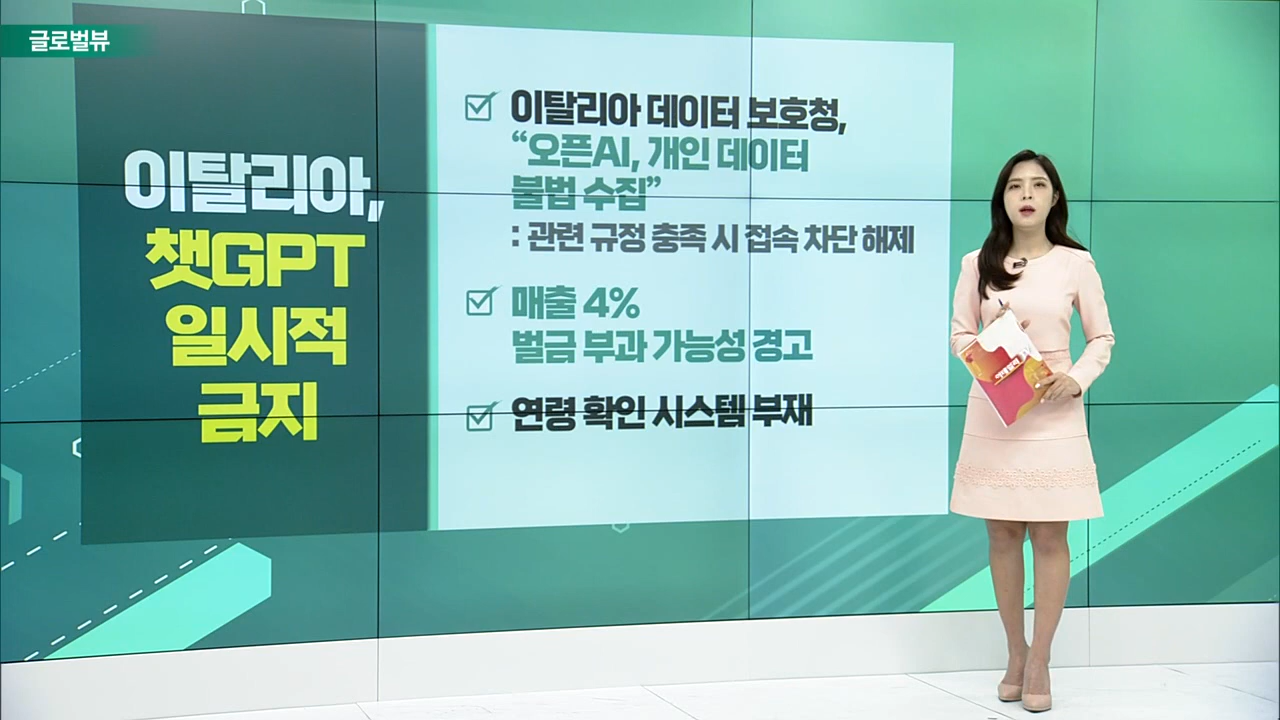 글로벌뷰
이탈리아,
챗GPT
일시적
금지
이탈리아 데이터 보호청,
“오픈AI, 개인 데이터
불법 수집”
: 관련 규정 충족 시 접속 차단 해제
매출 4%
벌금 부과 가능성 경고
연령 확인 시스템 부재